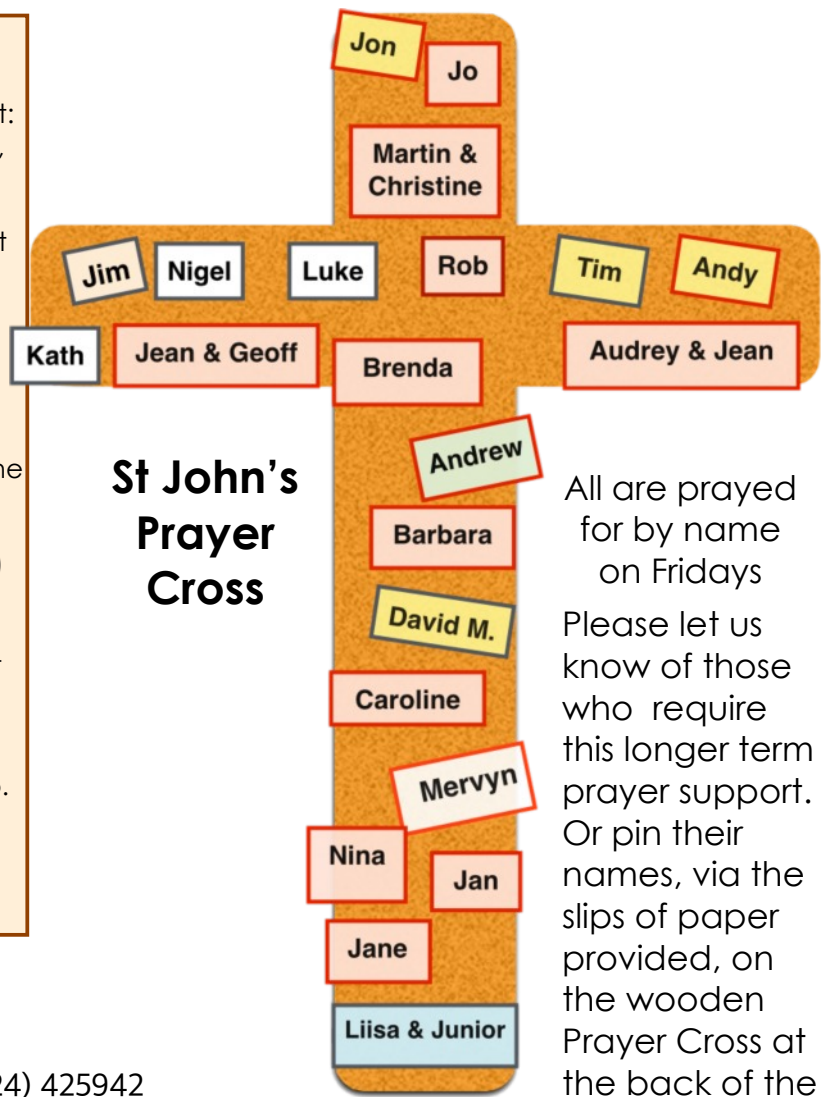 t:
Jon
Jo
Martin &
Christine
Jim
Nigel
Luke
Rob
Tim
Andy
Kath
Jean & Geoff
Brenda
Audrey & Jean
Andrew
Barbara
David M.
Caroline
Mervyn
Nina
Jan
Jane
Liisa & Junior
St John's
Prayer
Cross
All are prayed
for by name
on Fridays
Please let us
know of those
who require
this longer term
prayer support.
Or pin their
names, via the
slips of paper
provided, on
the wooden
Prayer Cross at
the back of the
24) 425942